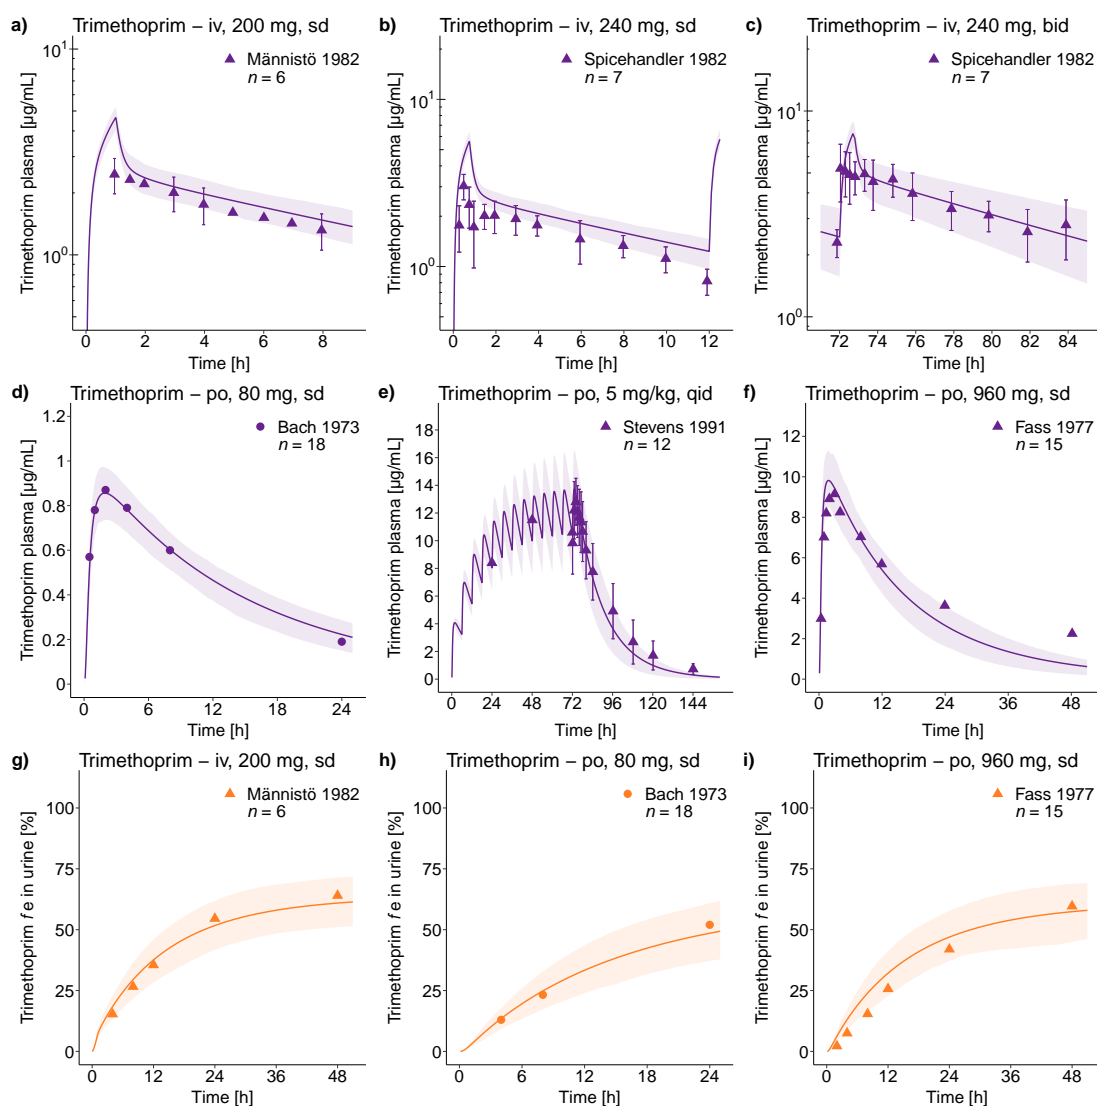 a) Trimethoprim – iv, 200 mg, sd
Trimethoprim plasma [µg/mL]
10¹
10⁰
Männistö 1982
n = 6
0 2 4 6 8
Time [h]
b) Trimethoprim – iv, 240 mg, sd
Trimethoprim plasma [µg/mL]
10¹
10⁰
Spicehandler 1982
n = 7
0 2 4 6 8 10 12
Time [h]
c) Trimethoprim – iv, 240 mg, bid
Trimethoprim plasma [µg/mL]
10¹
10⁰
Spicehandler 1982
n = 7
72 74 76 78 80 82 84
Time [h]
d) Trimethoprim – po, 80 mg, sd
Trimethoprim plasma [µg/mL]
1.2
1
0.8
0.6
0.4
0.2
0
Bach 1973
n = 18
0 6 12 18 24
Time [h]
e) Trimethoprim – po, 5 mg/kg, qid
Trimethoprim plasma [µg/mL]
18
16
14
12
10
8
6
4
2
0
Stevens 1991
n = 12
0 24 48 72 96 120 144
Time [h]
f) Trimethoprim – po, 960 mg, sd
Trimethoprim plasma [µg/mL]
12
10
8
6
4
2
0
Fass 1977
n = 15
0 12 24 36 48
Time [h]
g) Trimethoprim – iv, 200 mg, sd
Trimethoprim f e in urine [%]
100
75
50
25
0
Männistö 1982
n = 6
0 12 24 36 48
Time [h]
h) Trimethoprim – po, 80 mg, sd
Trimethoprim f e in urine [%]
100
75
50
25
0
Bach 1973
n = 18
0 6 12 18 24
Time [h]
i) Trimethoprim – po, 960 mg, sd
Trimethoprim f e in urine [%]
100
75
50
25
0
Fass 1977
n = 15
0 12 24 36 48
Time [h]